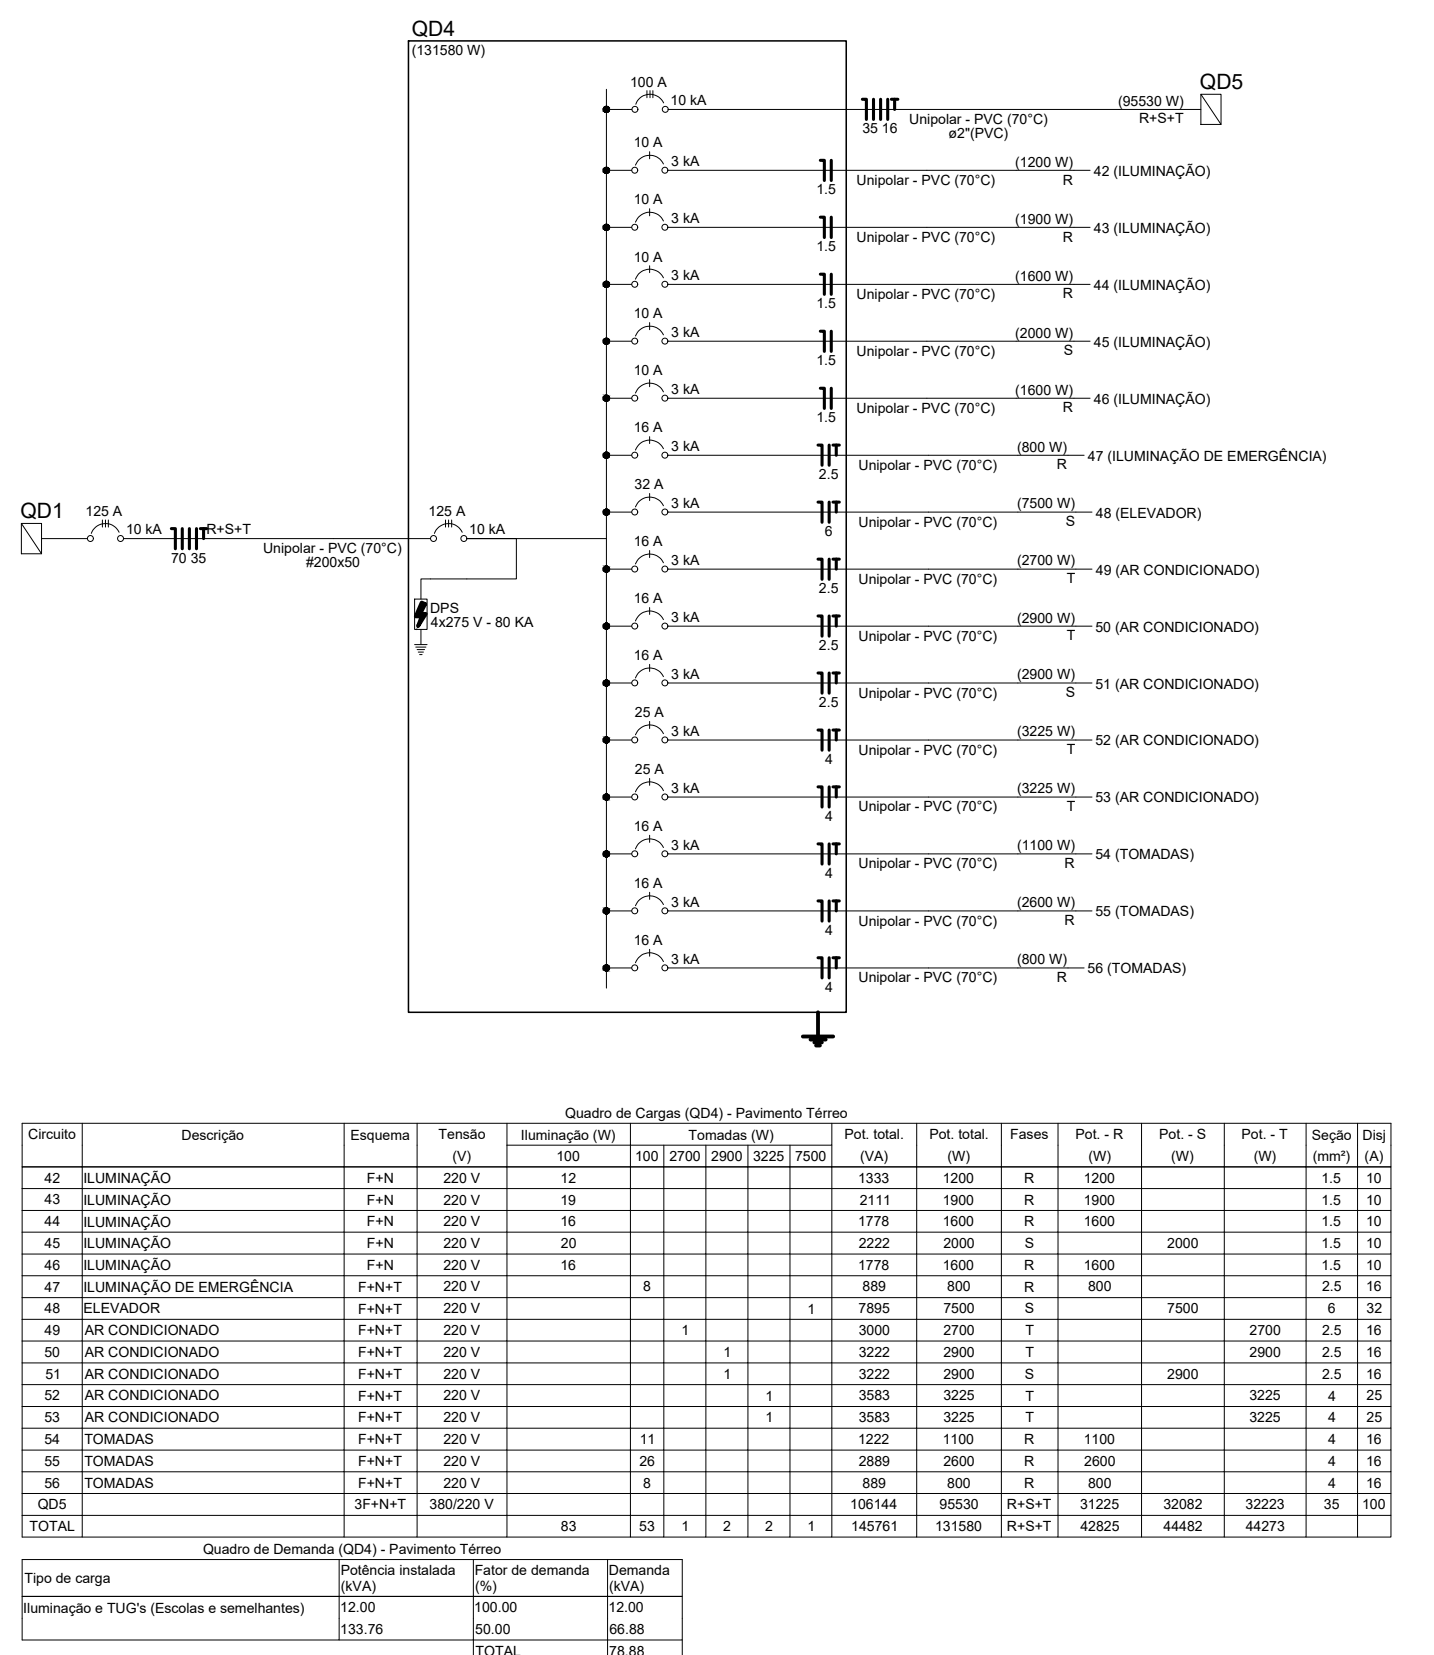 QD4
(131580 W)
100 A
10 kA
35 16
Unipolar - PVC (70°C)
ø2"(PVC)
(95530 W)
R+S+T
QD5
10 A
3 kA
1.5
Unipolar - PVC (70°C)
(1200 W)
R
42 (ILUMINAÇÃO)
10 A
3 kA
1.5
Unipolar - PVC (70°C)
(1900 W)
R
43 (ILUMINAÇÃO)
10 A
3 kA
1.5
Unipolar - PVC (70°C)
(1600 W)
R
44 (ILUMINAÇÃO)
10 A
3 kA
1.5
Unipolar - PVC (70°C)
(2000 W)
S
45 (ILUMINAÇÃO)
10 A
3 kA
1.5
Unipolar - PVC (70°C)
(1600 W)
R
46 (ILUMINAÇÃO)
16 A
3 kA
2.5
Unipolar - PVC (70°C)
(800 W)
R
47 (ILUMINAÇÃO DE EMERGÊNCIA)
32 A
3 kA
6
Unipolar - PVC (70°C)
(7500 W)
S
48 (ELEVADOR)
QD1
125 A
10 kA
70 35
R+S+T
Unipolar - PVC (70°C)
#200x50
125 A
10 kA
DPS
4x275 V - 80 KA
16 A
3 kA
2.5
Unipolar - PVC (70°C)
(2700 W)
T
49 (AR CONDICIONADO)
16 A
3 kA
2.5
Unipolar - PVC (70°C)
(2900 W)
T
50 (AR CONDICIONADO)
16 A
3 kA
2.5
Unipolar - PVC (70°C)
(2900 W)
S
51 (AR CONDICIONADO)
25 A
3 kA
4
Unipolar - PVC (70°C)
(3225 W)
T
52 (AR CONDICIONADO)
25 A
3 kA
4
Unipolar - PVC (70°C)
(3225 W)
T
53 (AR CONDICIONADO)
16 A
3 kA
4
Unipolar - PVC (70°C)
(1100 W)
R
54 (TOMADAS)
16 A
3 kA
4
Unipolar - PVC (70°C)
(2600 W)
R
55 (TOMADAS)
16 A
3 kA
4
Unipolar - PVC (70°C)
(800 W)
R
56 (TOMADAS)
Quadro de Cargas (QD4) - Pavimento Térreo
Circuito Descrição Esquema Tensão Iluminação (W) Tomadas (W) Pot. total. Pot. total. Fases Pot. - R Pot. - S Pot. - T Seção Disj
(V) 100 100 2700 2900 3225 7500 (VA) (W) (W) (W) (W) (mm²) (A)
42 ILUMINAÇÃO F+N 220 V 12 1333 1200 R 1200 1.5 10
43 ILUMINAÇÃO F+N 220 V 19 2111 1900 R 1900 1.5 10
44 ILUMINAÇÃO F+N 220 V 16 1778 1600 R 1600 1.5 10
45 ILUMINAÇÃO F+N 220 V 20 2222 2000 S 2000 1.5 10
46 ILUMINAÇÃO F+N 220 V 16 1778 1600 R 1600 1.5 10
47 ILUMINAÇÃO DE EMERGÊNCIA F+N+T 220 V 8 889 800 R 800 2.5 16
48 ELEVADOR F+N+T 220 V 1 7895 7500 S 7500 6 32
49 AR CONDICIONADO F+N+T 220 V 1 3000 2700 T 2700 2.5 16
50 AR CONDICIONADO F+N+T 220 V 1 3222 2900 T 2900 2.5 16
51 AR CONDICIONADO F+N+T 220 V 1 3222 2900 S 2900 2.5 16
52 AR CONDICIONADO F+N+T 220 V 1 3583 3225 T 3225 4 25
53 AR CONDICIONADO F+N+T 220 V 1 3583 3225 T 3225 4 25
54 TOMADAS F+N+T 220 V 11 1222 1100 R 1100 4 16
55 TOMADAS F+N+T 220 V 26 2889 2600 R 2600 4 16
56 TOMADAS F+N+T 220 V 8 889 800 R 800 4 16
QD5 3F+N+T 380/220 V 106144 95530 R+S+T 31225 32082 32223 35 100
TOTAL 83 53 1 2 2 1 145761 131580 R+S+T 42825 44482 44273
Quadro de Demanda (QD4) - Pavimento Térreo
Tipo de carga Potência instalada Fator de demanda Demanda
(kVA) (%) (kVA)
Iluminação e TUG's (Escolas e semelhantes) 12.00 100.00 12.00
133.76 50.00 66.88
TOTAL 78.88